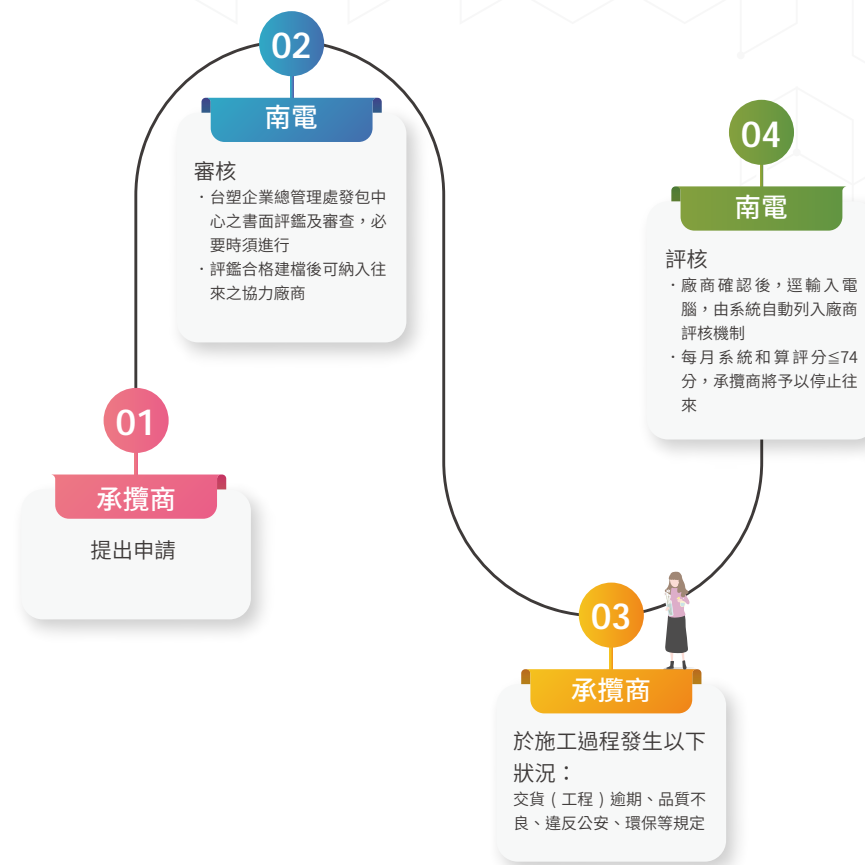 01
承攬商
提出申請
02
南電
審核
·台塑企業總管理處發包中
心之書面評鑑及審查，必
要時須進行
·評鑑合格建檔後可納入往
來之協力廠商
03
承攬商
於施工過程發生以下
狀況：
交貨（工程）逾期、品質不
良、違反公安、環保等規定
04
南電
評核
·廠商確認後，逕輸入電
腦，由系統自動列入廠商
評核機制
·每月系統和算評分≦74
分，承攬商將予以停止往
來